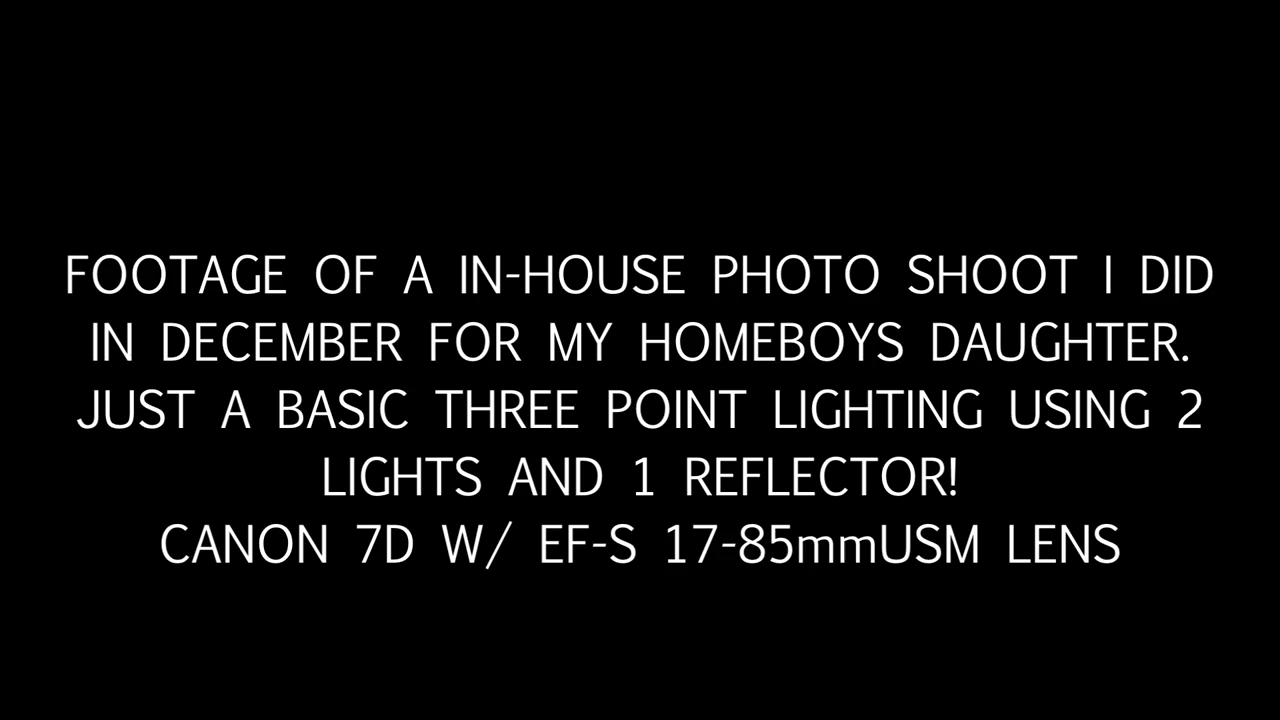 FOOTAGE OF A IN-HOUSE PHOTO SHOOT I DID
IN DECEMBER FOR MY HOMEBOYS DAUGHTER.
JUST A BASIC THREE POINT LIGHTING USING 2
LIGHTS AND 1 REFLECTOR!
CANON 7D W/ EF-S 17-85mmUSM LENS